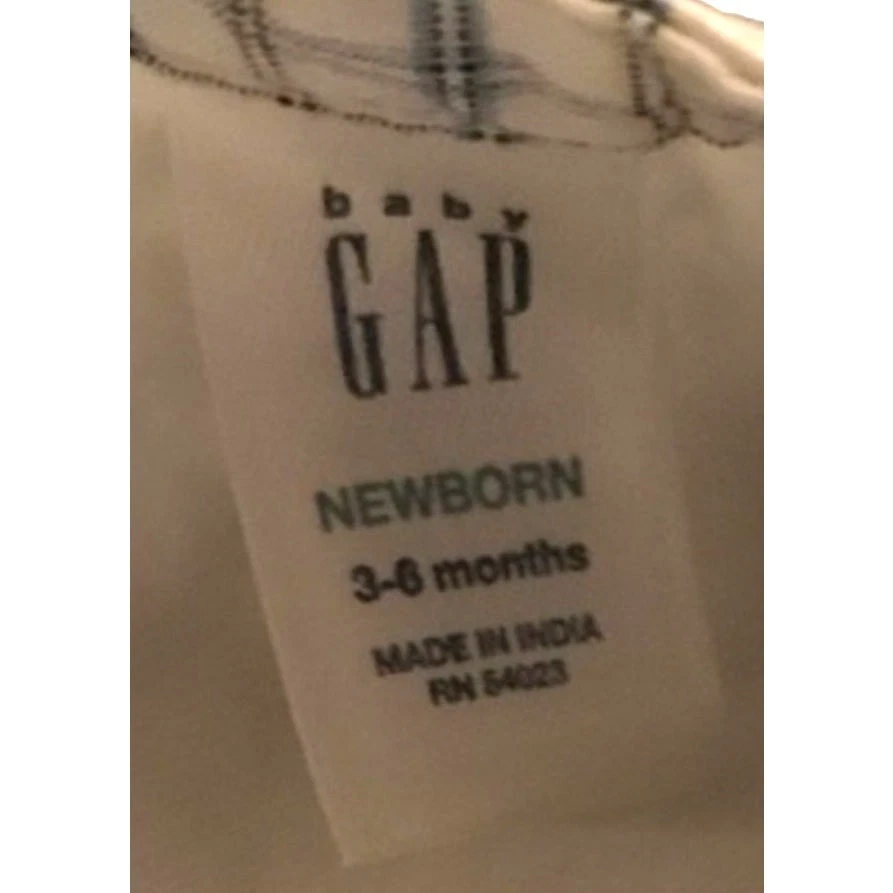 baby
GAP
NEWBORN
3-6 months
MADE IN INDIA
RN 54023